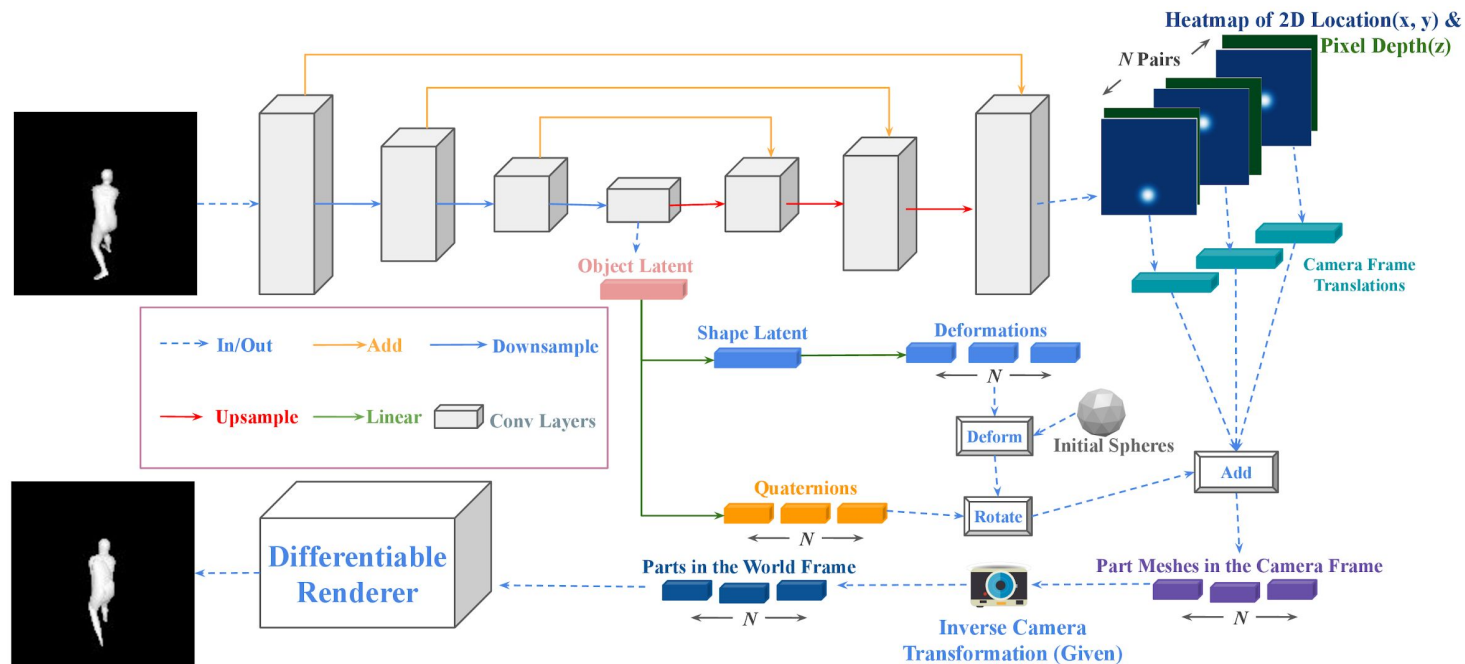 Heatmap of 2D Location(x, y) &
Pixel Depth(z)
N Pairs
Object Latent
Camera Frame
Translations
In/Out
Add
Downsample
Upsample
Linear
Conv Layers
Shape Latent
Deformations
N
Deform
Initial Spheres
Add
Quaternions
Rotate
N
Differentiable
Renderer
Parts in the World Frame
N
Inverse Camera
Transformation (Given)
Part Meshes in the Camera Frame
N